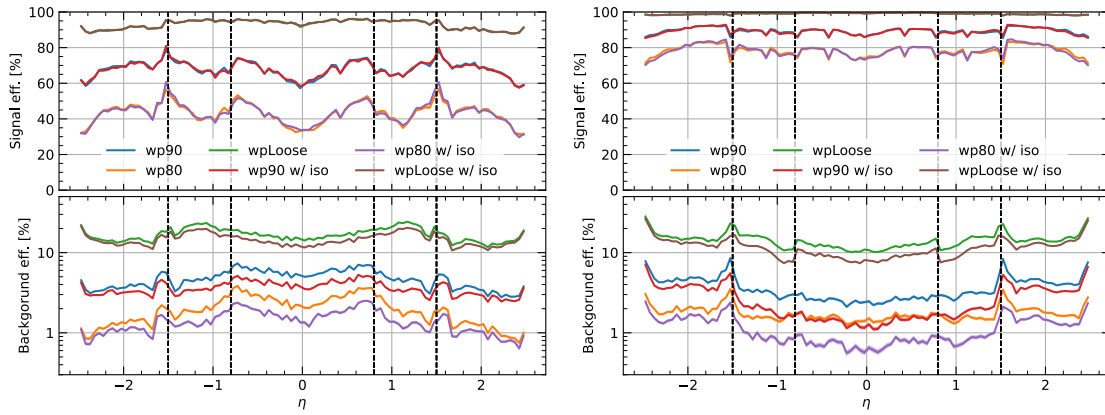 100
80
60
40
20
0
Signal eff. [%]
wp90
wpLoose
wp80 w/ iso
wp80
wp90 w/ iso
wpLoose w/ iso
10
1
Backgorund eff. [%]
−2
−1
0
1
2
η
100
80
60
40
20
0
Signal eff. [%]
wp90
wpLoose
wp80 w/ iso
wp80
wp90 w/ iso
wpLoose w/ iso
10
1
Backgorund eff. [%]
−2
−1
0
1
2
η